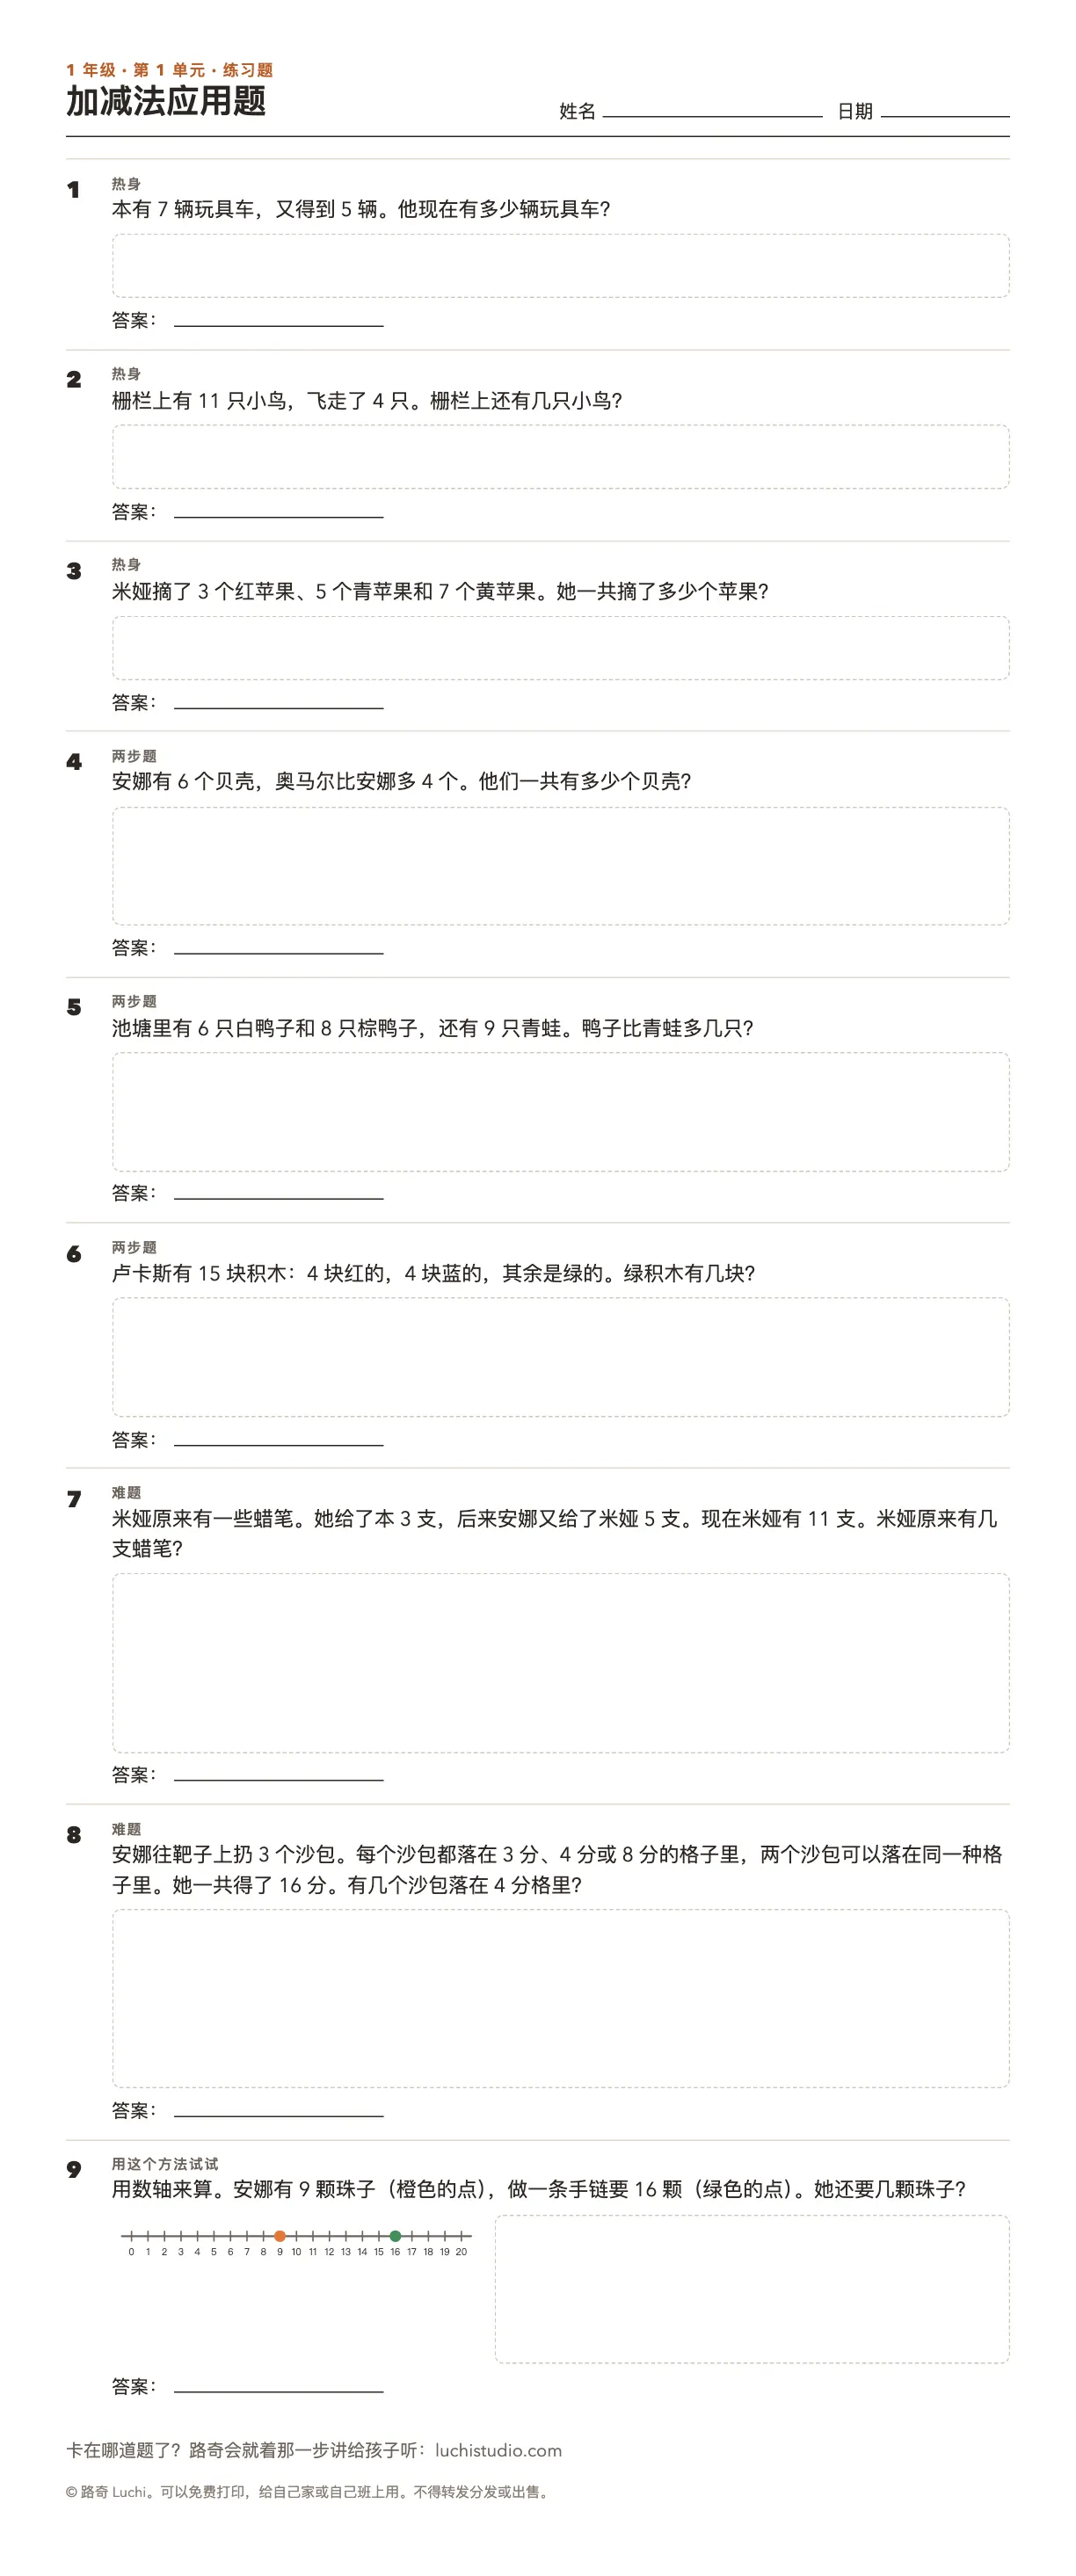 1 年级 · 第 1 单元 · 练习题
加减法应用题
姓名 日期
1
热身
本有 7 辆玩具车，又得到 5 辆。他现在有多少辆玩具车？
答案：
2
热身
栅栏上有 11 只小鸟，飞走了 4 只。栅栏上还有几只小鸟？
答案：
3
热身
米娅摘了 3 个红苹果、5 个青苹果和 7 个黄苹果。她一共摘了多少个苹果？
答案：
4
两步题
安娜有 6 个贝壳，奥马尔比安娜多 4 个。他们一共有多少个贝壳？
答案：
5
两步题
池塘里有 6 只白鸭子和 8 只棕鸭子，还有 9 只青蛙。鸭子比青蛙多几只？
答案：
6
两步题
卢卡斯有 15 块积木：4 块红的，4 块蓝的，其余是绿的。绿积木有几块？
答案：
7
难题
米娅原来有一些蜡笔。她给了本 3 支，后来安娜又给了米娅 5 支。现在米娅有 11 支。米娅原来有几
支蜡笔？
答案：
8
难题
安娜往靶子上扔 3 个沙包。每个沙包都落在 3 分、4 分或 8 分的格子里，两个沙包可以落在同一种格
子里。她一共得了 16 分。有几个沙包落在 4 分格里？
答案：
9
用这个方法试试
用数轴来算。安娜有 9 颗珠子（橙色的点），做一条手链要 16 颗（绿色的点）。她还要几颗珠子？
0 1 2 3 4 5 6 7 8 9 10 11 12 13 14 15 16 17 18 19 20
答案：
卡在哪道题了？路奇会就着那一步讲给孩子听：luchistudio.com
© 路奇 Luchi。可以免费打印，给自己家或自己班上用。不得转发分发或出售。